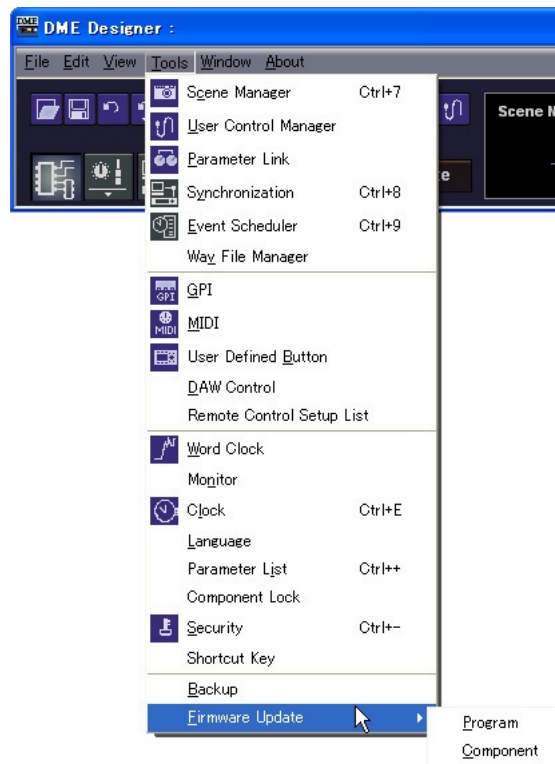 DME Designer :
File Edit View Tools Window About
Scene Manager Ctrl+7
User Control Manager
Parameter Link
Synchronization Ctrl+8
Event Scheduler Ctrl+9
Way File Manager
GPI GPI
MIDI MIDI
User Defined Button
DAW Control
Remote Control Setup List
Word Clock
Monitor
Clock Ctrl+E
Language
Parameter List Ctrl++
Component Lock
Security Ctrl+-
Shortcut Key
Backup
Firmware Update
Program
Component
Scene N
e